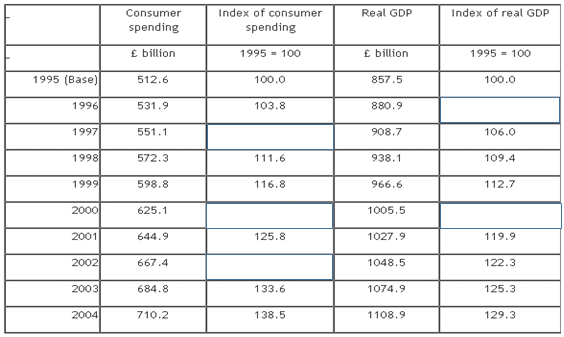 Consumer spending Index of consumer spending Real GDP Index of real GDP
£ billion 1995 = 100 £ billion 1995 = 100
1995 (Base) 512.6 100.0 857.5 100.0
1996 531.9 103.8 880.9
1997 551.1 908.7 106.0
1998 572.3 111.6 938.1 109.4
1999 598.8 116.8 966.6 112.7
2000 625.1 1005.5
2001 644.9 125.8 1027.9 119.9
2002 667.4 1048.5 122.3
2003 684.8 133.6 1074.9 125.3
2004 710.2 138.5 1108.9 129.3